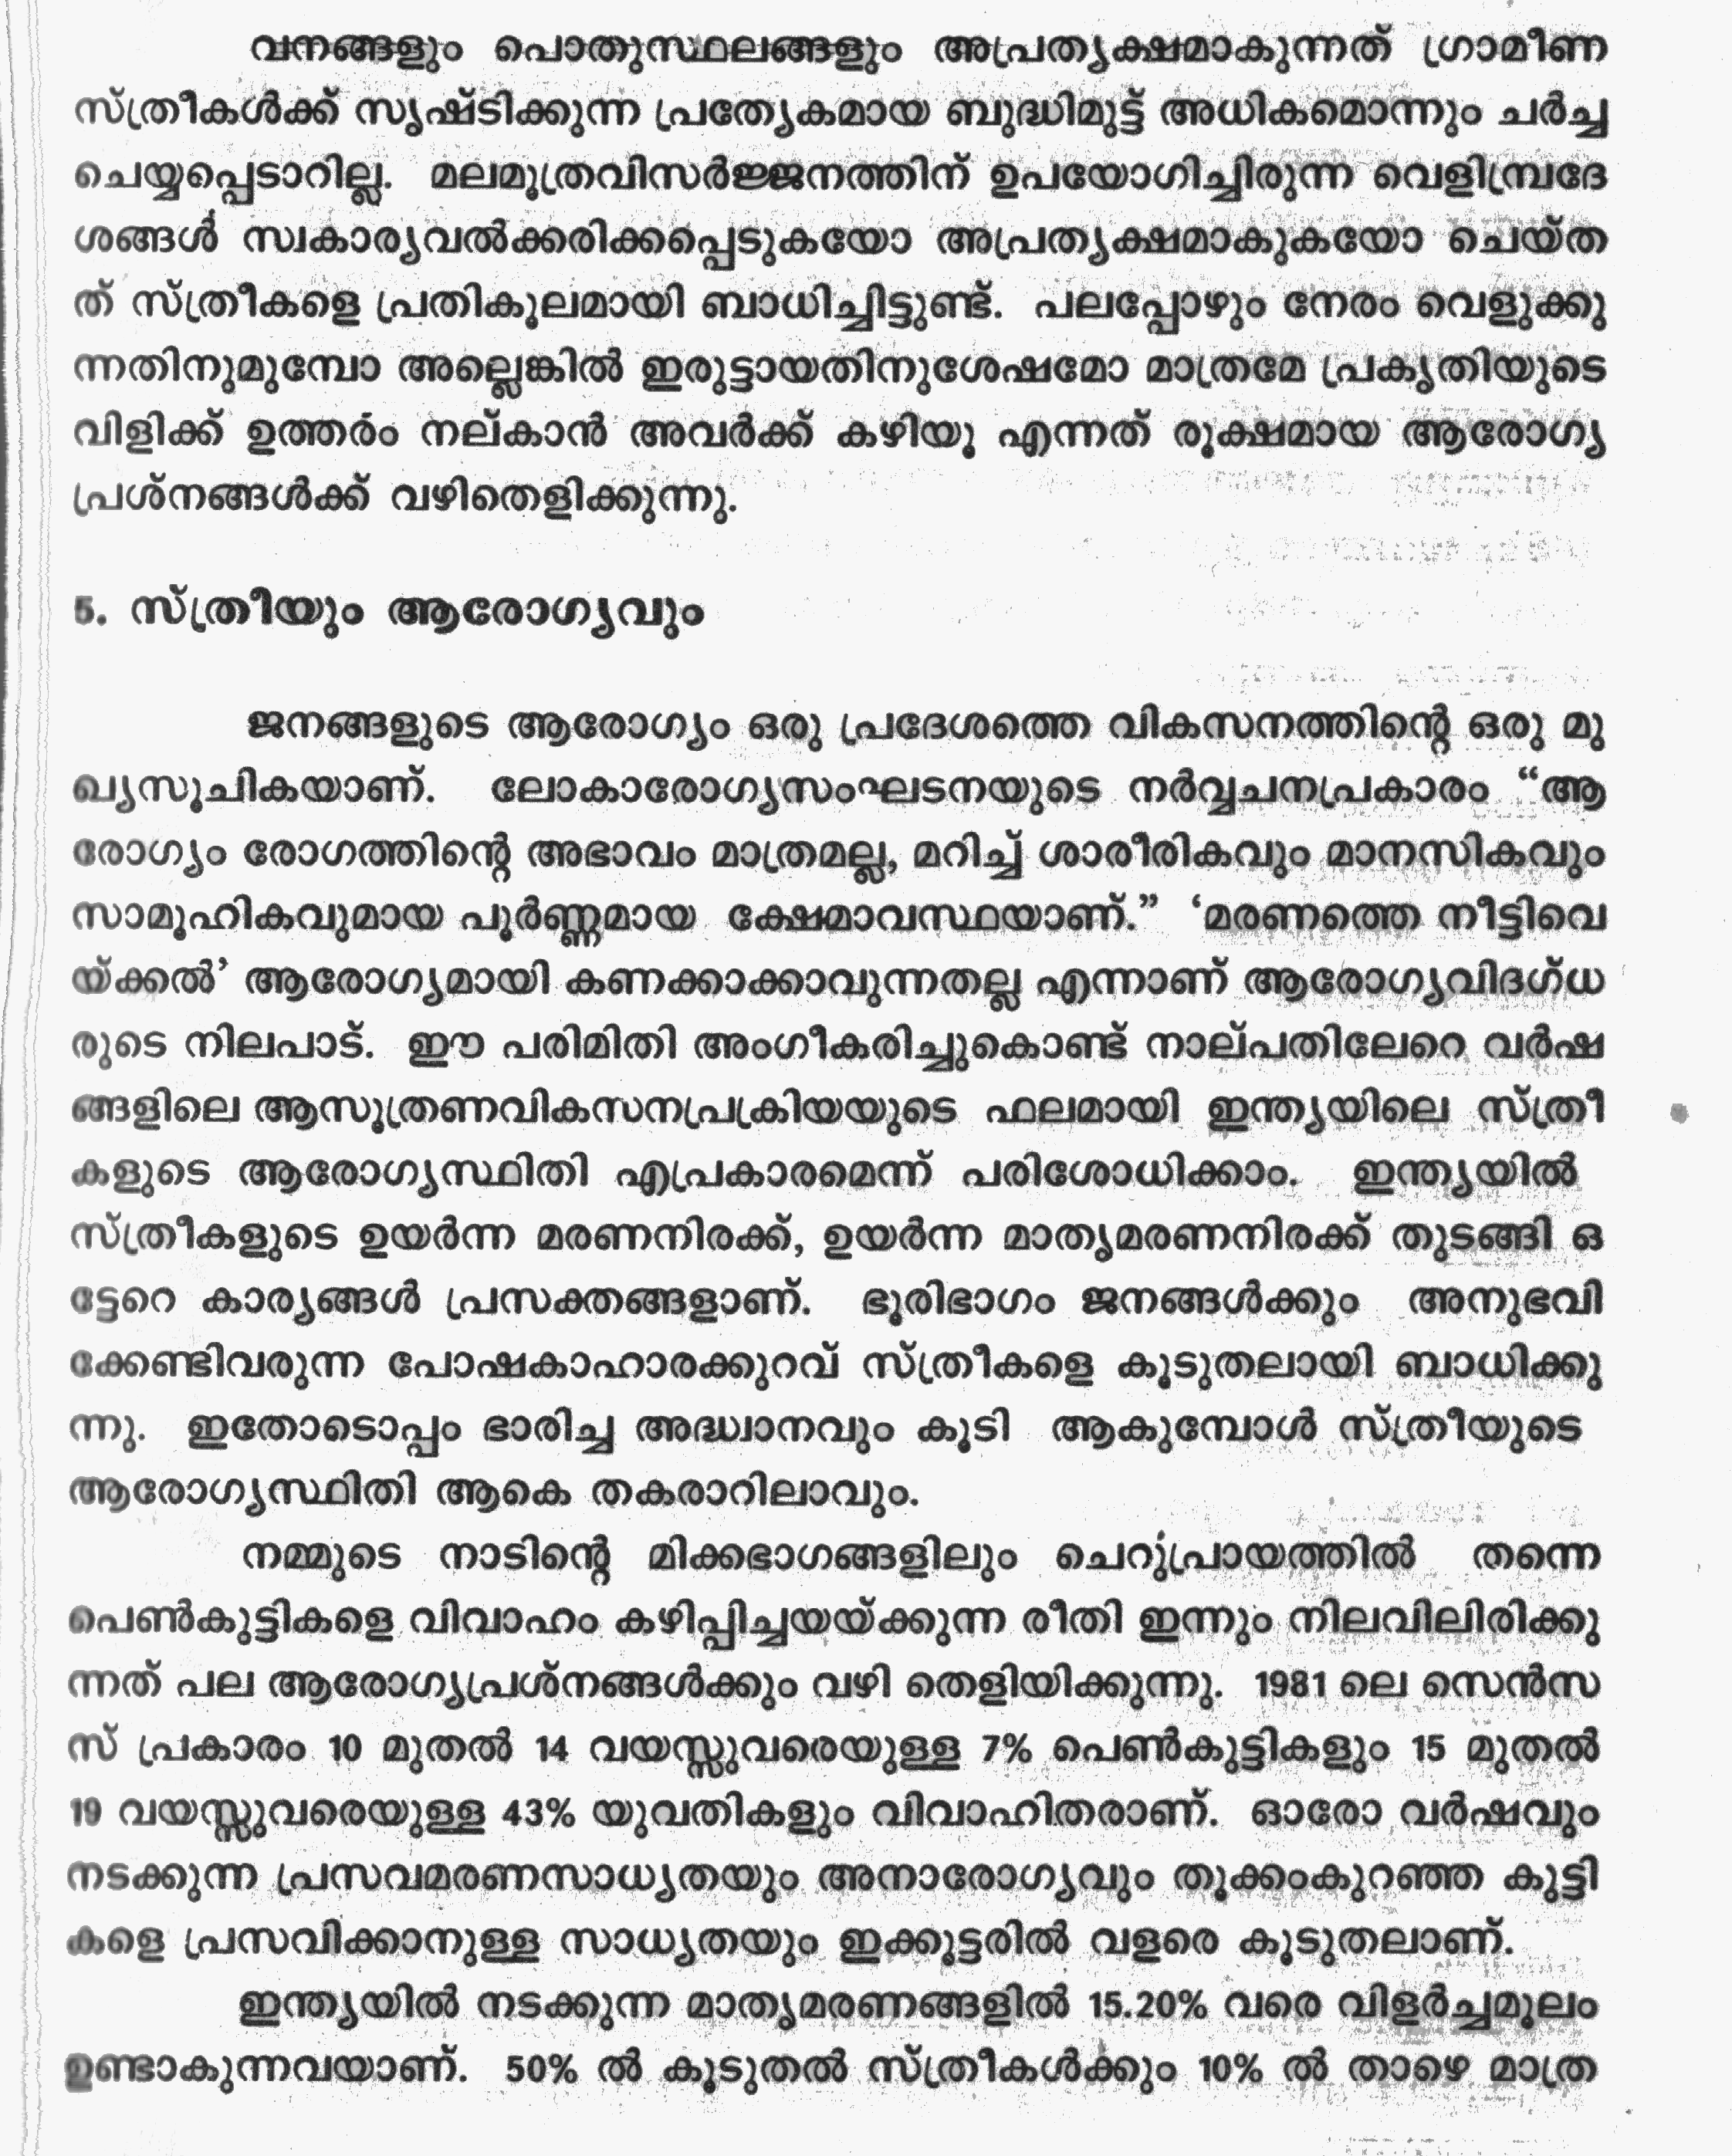 വനങ്ങളും പൊതുസ്ഥലങ്ങളും അപ്രത്യക്ഷമാകുന്നത് ഗ്രാമീണ
സ്ത്രീകൾക്ക് സൃഷ്ടിക്കുന്ന പ്രത്യേകമായ ബുദ്ധിമുട്ട് അധികമൊന്നും ചർച്ച
ചെയ്യപ്പെടാറില്ല. മലമൂത്രവിസർജ്ജനത്തിന് ഉപയോഗിച്ചിരുന്ന വെളിമ്പ്രദേ
ശങ്ങൾ സ്വകാര്യവൽക്കരിക്കപ്പെടുകയോ അപ്രത്യക്ഷമാകുകയോ ചെയ്ത
ത് സ്ത്രീകളെ പ്രതികൂലമായി ബാധിച്ചിട്ടുണ്ട്. പലപ്പോഴും നേരം വെളുക്കു
ന്നതിനുമുമ്പോ അല്ലെങ്കിൽ ഇരുട്ടായതിനുശേഷമോ മാത്രമേ പ്രകൃതിയുടെ
വിളിക്ക് ഉത്തരം നല്കാൻ അവർക്ക് കഴിയൂ എന്നത് രൂക്ഷമായ ആരോഗ്യ
പ്രശ്നങ്ങൾക്ക് വഴിതെളിക്കുന്നു.
5. സ്ത്രീയും ആരോഗ്യവും
ജനങ്ങളുടെ ആരോഗ്യം ഒരു പ്രദേശത്തെ വികസനത്തിന്റെ ഒരു മു
ഖ്യസൂചികയാണ്. ലോകാരോഗ്യസംഘടനയുടെ നർവ്വചനപ്രകാരം “ആ
രോഗ്യം രോഗത്തിന്റെ അഭാവം മാത്രമല്ല, മറിച്ച് ശാരീരികവും മാനസികവും
സാമൂഹികവുമായ പൂർണ്ണമായ ക്ഷേമാവസ്ഥയാണ്.” ‘മരണത്തെ നീട്ടിവെ
യ്ക്കൽ’ ആരോഗ്യമായി കണക്കാക്കാവുന്നതല്ല എന്നാണ് ആരോഗ്യവിദഗ്ധ
രുടെ നിലപാട്. ഈ പരിമിതി അംഗീകരിച്ചുകൊണ്ട് നാല്പതിലേറെ വർഷ
ങ്ങളിലെ ആസൂത്രണവികസനപ്രക്രിയയുടെ ഫലമായി ഇന്ത്യയിലെ സ്ത്രീ
കളുടെ ആരോഗ്യസ്ഥിതി എപ്രകാരമെന്ന് പരിശോധിക്കാം. ഇന്ത്യയിൽ
സ്ത്രീകളുടെ ഉയർന്ന മരണനിരക്ക്, ഉയർന്ന മാതൃമരണനിരക്ക് തുടങ്ങി ഒ
ട്ടേറെ കാര്യങ്ങൾ പ്രസക്തങ്ങളാണ്. ഭൂരിഭാഗം ജനങ്ങൾക്കും അനുഭവി
ക്കേണ്ടിവരുന്ന പോഷകാഹാരക്കുറവ് സ്ത്രീകളെ കൂടുതലായി ബാധിക്കു
ന്നു. ഇതോടൊപ്പം ഭാരിച്ച അദ്ധ്വാനവും കൂടി ആകുമ്പോൾ സ്ത്രീയുടെ
ആരോഗ്യസ്ഥിതി ആകെ തകരാറിലാവും.
നമ്മുടെ നാടിന്റെ മിക്കഭാഗങ്ങളിലും ചെറുപ്രായത്തിൽ തന്നെ
പെൺകുട്ടികളെ വിവാഹം കഴിപ്പിച്ചയയ്ക്കുന്ന രീതി ഇന്നും നിലവിലിരിക്കു
ന്നത് പല ആരോഗ്യപ്രശ്നങ്ങൾക്കും വഴി തെളിയിക്കുന്നു. 1981 ലെ സെൻസ
സ് പ്രകാരം 10 മുതൽ 14 വയസ്സുവരെയുള്ള 7% പെൺകുട്ടികളും 15 മുതൽ
19 വയസ്സുവരെയുള്ള 43% യുവതികളും വിവാഹിതരാണ്. ഓരോ വർഷവും
നടക്കുന്ന പ്രസവമരണസാധ്യതയും അനാരോഗ്യവും തൂക്കംകുറഞ്ഞ കുട്ടി
കളെ പ്രസവിക്കാനുള്ള സാധ്യതയും ഇക്കൂട്ടരിൽ വളരെ കൂടുതലാണ്.
ഇന്ത്യയിൽ നടക്കുന്ന മാതൃമരണങ്ങളിൽ 15.20% വരെ വിളർച്ചമൂലം
ഉണ്ടാകുന്നവയാണ്. 50% ൽ കൂടുതൽ സ്ത്രീകൾക്കും 10% ൽ താഴെ മാത്ര